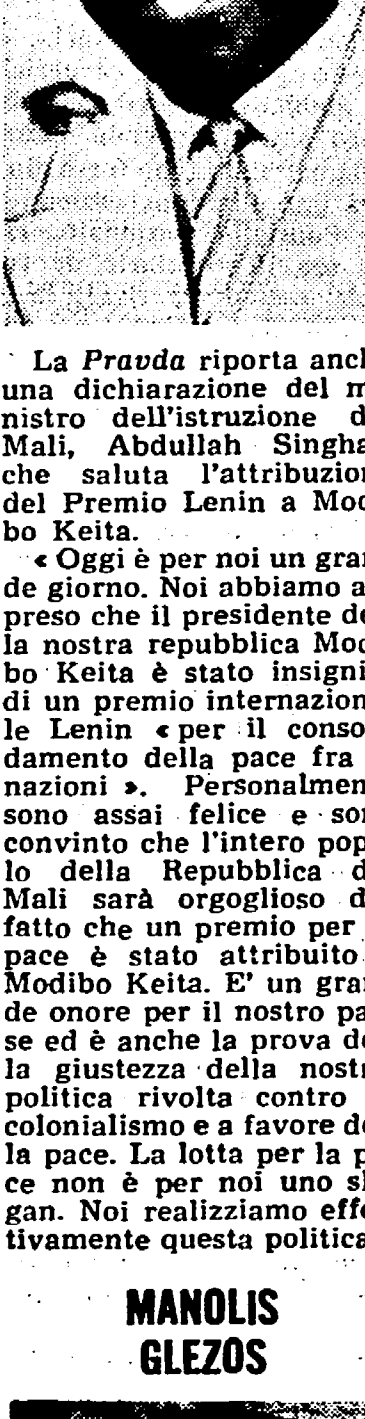 La Pravda riporta anch
una dichiarazione del m
nistro dell'istruzione d
Mali, Abdullah Singha
che saluta l'attribuzion
del Premio Lenin a Mod
bo Keita.
« Oggi è per noi un gran
de giorno. Noi abbiamo a
preso che il presidente de
la nostra repubblica Mod
bo Keita è stato insigni
di un premio internazion
le Lenin « per il conso
damento della pace fra
nazioni ». Personalmen
sono assai felice e son
convinto che l'intero pop
lo della Repubblica d
Mali sarà orgoglioso d
fatto che un premio per
pace è stato attribuito
Modibo Keita. E' un gran
de onore per il nostro pa
se ed è anche la prova de
la giustezza della nostr
politica rivolta contro
colonialismo e a favore de
la pace. La lotta per la p
ce non è per noi uno sl
gan. Noi realizziamo effe
tivamente questa politica
MANOLIS
GLEZOS